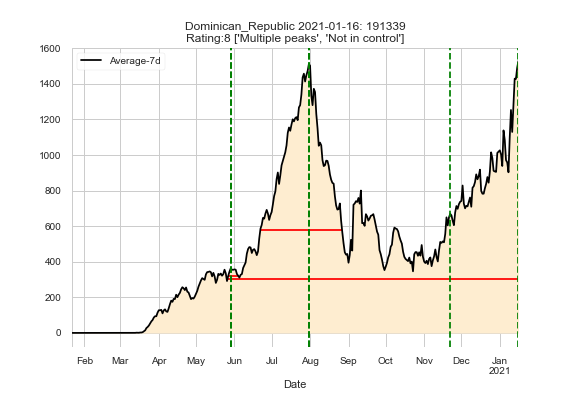 Dominican_Republic 2021-01-16: 191339
Rating:8 ['Multiple peaks', 'Not in control']
Average-7d
1600
1400
1200
1000
800
600
400
200
0
Feb Mar Apr May Jun Jul Aug Sep Oct Nov Dec Jan
2021
Date